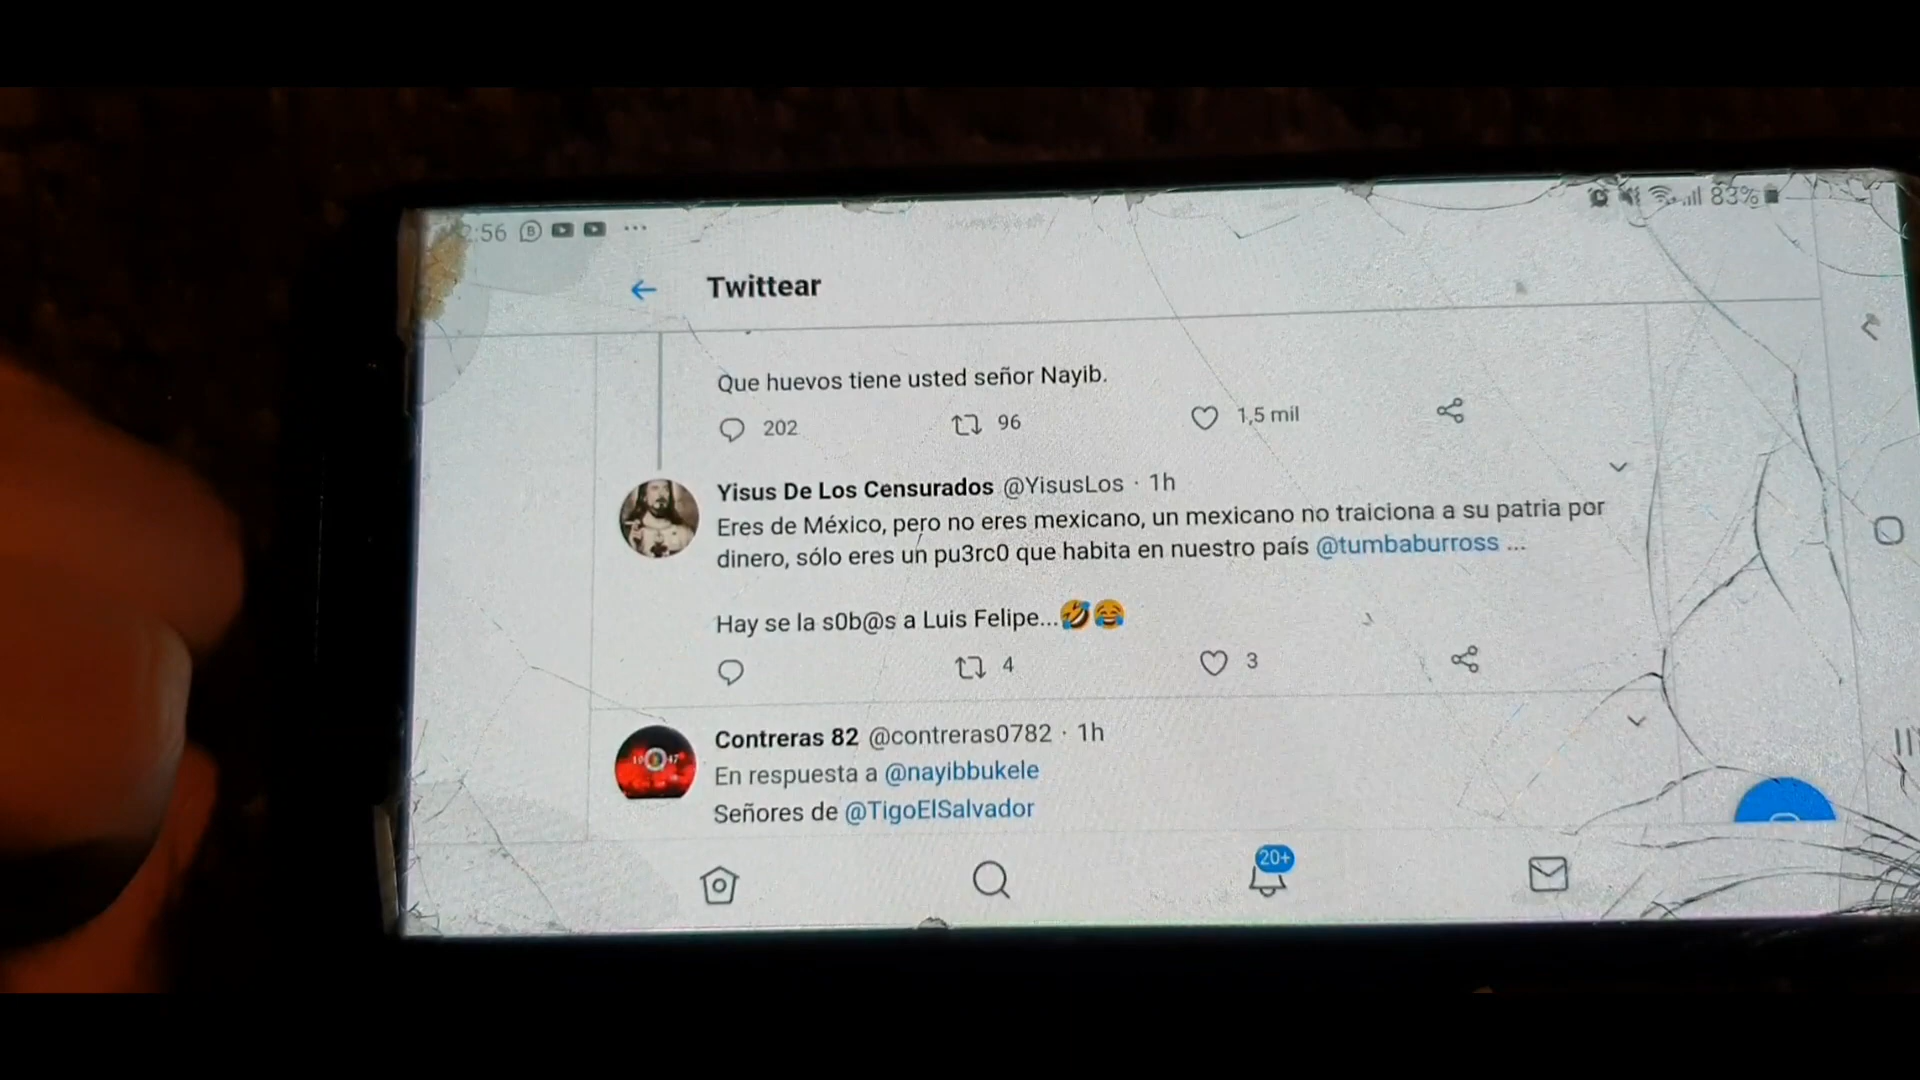 2:56
83%
Twittear
Que huevos tiene usted señor Nayib.
202 96 1,5 mil
Yisus De Los Censurados @YisusLos · 1h
Eres de México, pero no eres mexicano, un mexicano no traiciona a su patria por
dinero, sólo eres un pu3rc0 que habita en nuestro país @tumbaburross ...
Hay se la s0b@s a Luis Felipe...🤣😂
4 3
Contreras 82 @contreras0782 · 1h
En respuesta a @nayibbukele
Señores de @TigoElSalvador
20+